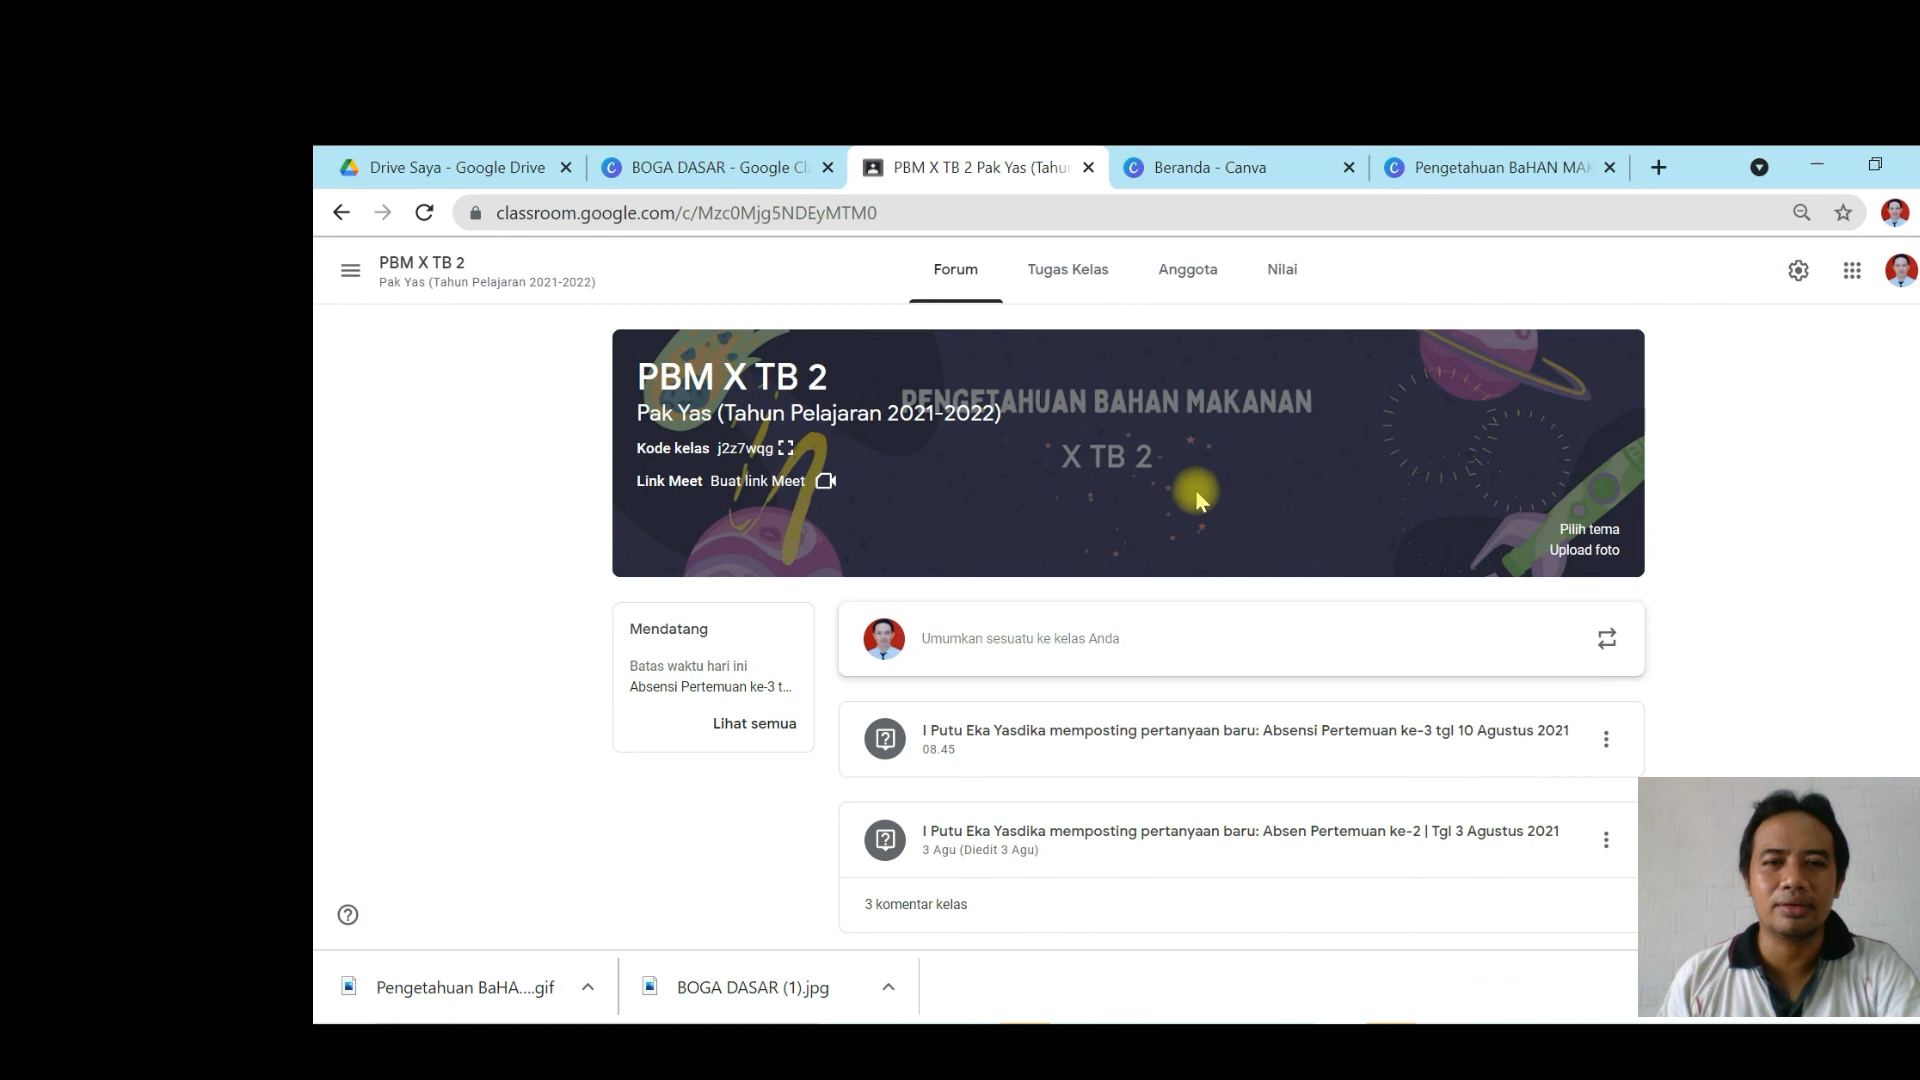 Drive Saya - Google Drive
BOGA DASAR - Google Cl
PBM X TB 2 Pak Yas (Tahu
Beranda - Canva
Pengetahuan BaHAN MAK
classroom.google.com/c/Mzc0Mjg5NDEyMTM0
PBM X TB 2
Pak Yas (Tahun Pelajaran 2021-2022)
Forum
Tugas Kelas
Anggota
Nilai
PBM X TB 2
PENGETAHUAN BAHAN MAKANAN
Pak Yas (Tahun Pelajaran 2021-2022)
Kode kelas j2z7wqg
X TB 2
Link Meet Buat link Meet
Pilih tema
Upload foto
Mendatang
Batas waktu hari ini
Absensi Pertemuan ke-3 t...
Lihat semua
Umumkan sesuatu ke kelas Anda
I Putu Eka Yasdika memposting pertanyaan baru: Absensi Pertemuan ke-3 tgl 10 Agustus 2021
08.45
I Putu Eka Yasdika memposting pertanyaan baru: Absen Pertemuan ke-2 | Tgl 3 Agustus 2021
3 Agu (Diedit 3 Agu)
3 komentar kelas
Pengetahuan BaHA....gif
BOGA DASAR (1).jpg